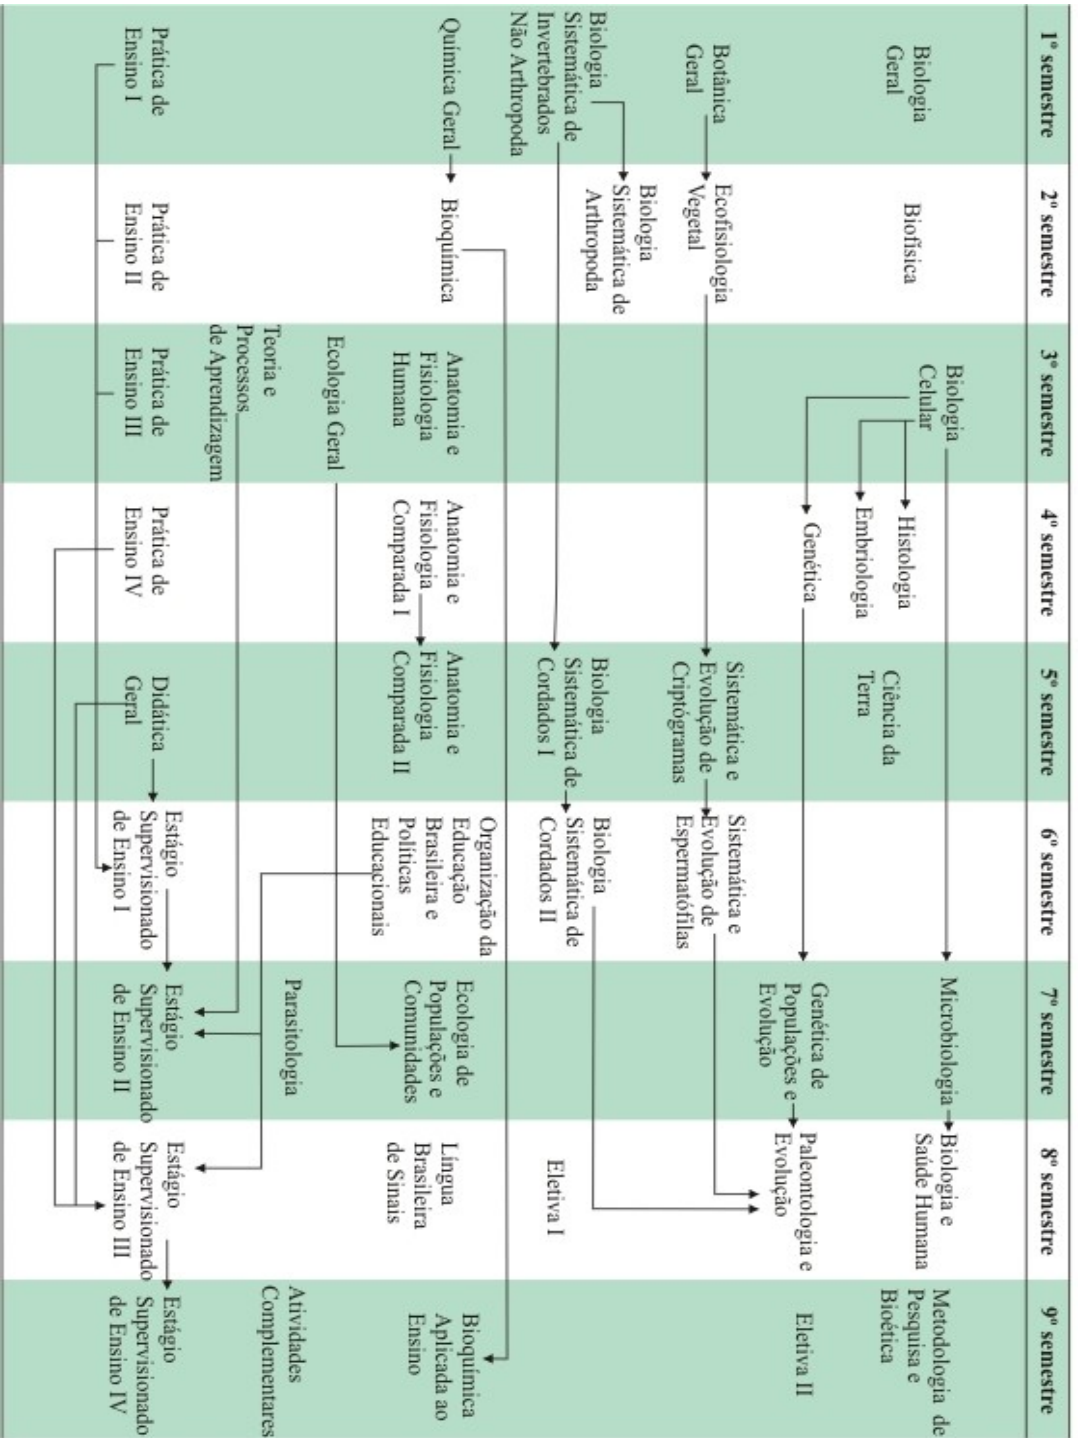 1º semestre
Biologia
Geral
Botânica
Geral
Biologia
Sistemática de
Invertebrados
Não Arthropoda
Química Geral
Prática de
Ensino I
2º semestre
Biofísica
Ecofisiologia
Vegetal
Biologia
Sistemática de
Arthropoda
Bioquímica
Prática de
Ensino II
3º semestre
Biologia
Celular
Anatomia e
Fisiologia
Humana
Ecologia Geral
Teoria e
Processos
de Aprendizagem
Prática de
Ensino III
4º semestre
Histologia
Embriologia
Genética
Anatomia e
Fisiologia
Comparada I
Prática de
Ensino IV
5º semestre
Ciência da
Terra
Sistemática e
Evolução de
Criptógramas
Biologia
Sistemática de
Cordados I
Anatomia e
Fisiologia
Comparada II
Didática
Geral
6º semestre
Sistemática e
Evolução de
Espermatófilas
Biologia
Sistemática de
Cordados II
Organização da
Educação
Brasileira e
Políticas
Educacionais
Estágio
Supervisionado
de Ensino I
7º semestre
Microbiologia
Genética de
Populações e
Evolução
Ecologia de
Populações e
Comunidades
Parasitologia
Estágio
Supervisionado
de Ensino II
8º semestre
Biologia e
Saúde Humana
Paleontologia e
Evolução
Eletiva I
Língua
Brasileira
de Sinais
Estágio
Supervisionado
de Ensino III
9º semestre
Metodologia de
Pesquisa e
Bioética
Eletiva II
Bioquímica
Aplicada ao
Ensino
Atividades
Complementares
Estágio
Supervisionado
de Ensino IV